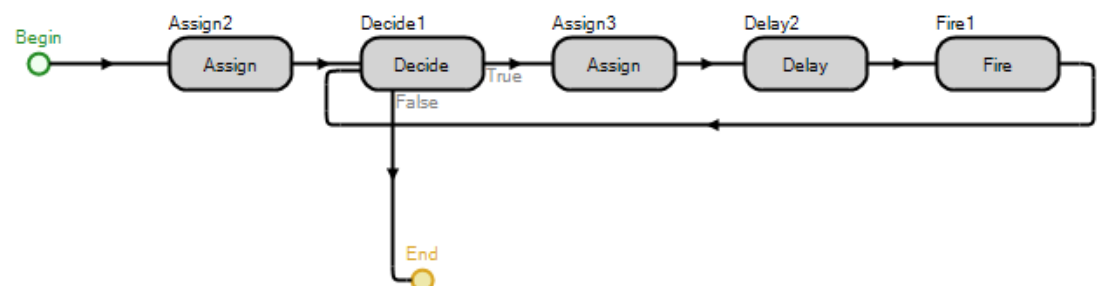 Begin
Assign2
Assign
Decide1
Decide
True
False
Assign3
Assign
Delay2
Delay
Fire1
Fire
End